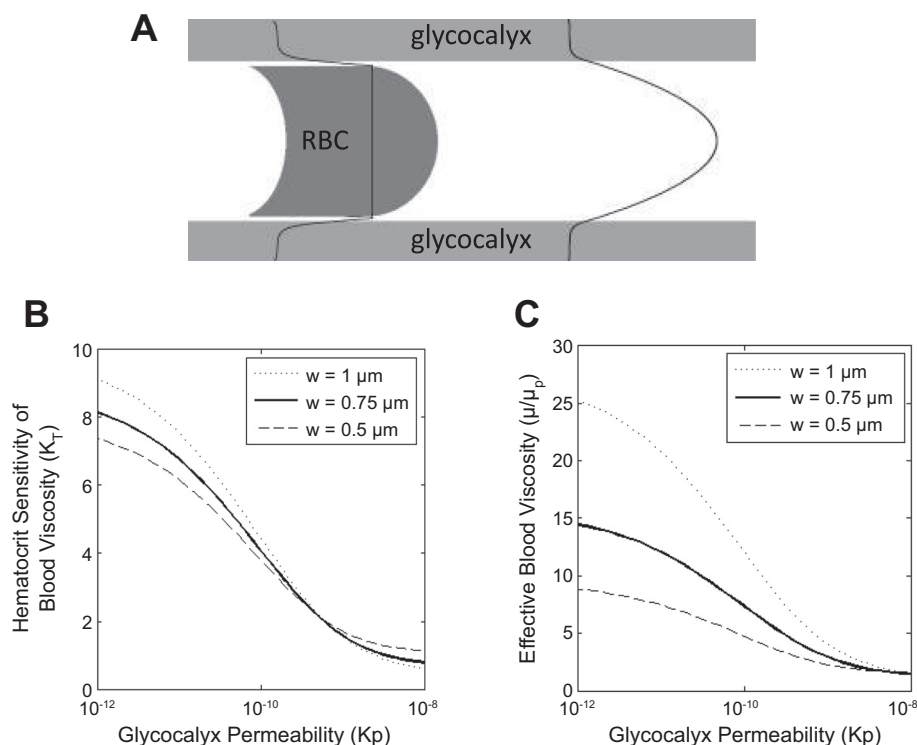 A
glycocalyx
RBC
glycocalyx
B
Hematocrit Sensitivity of
Blood Viscosity (K_T)
10
8
6
4
2
0
w = 1 µm
w = 0.75 µm
w = 0.5 µm
10^-12
10^-10
10^-8
Glycocalyx Permeability (Kp)
C
Effective Blood Viscosity (µ/µ_p)
30
25
20
15
10
5
0
w = 1 µm
w = 0.75 µm
w = 0.5 µm
10^-12
10^-10
10^-8
Glycocalyx Permeability (Kp)